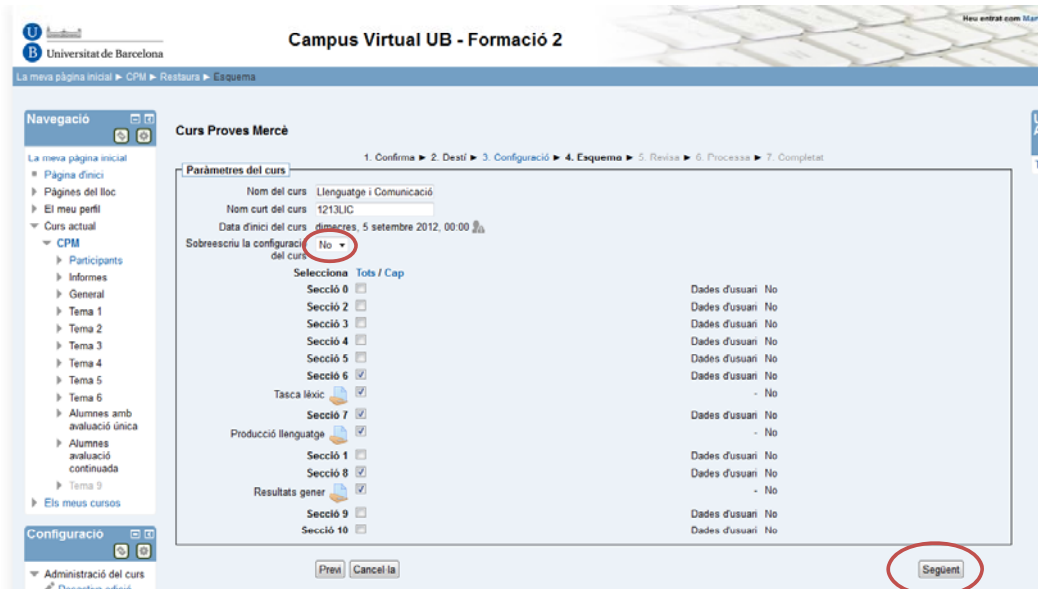 Heu entrat com Mar
U
B Universitat de Barcelona
Campus Virtual UB - Formació 2
La meva pàgina inicial ► CPM ► Restaura ► Esquema
Navegació
La meva pàgina inicial
Pàgina d'inici
Pàgines del lloc
El meu perfil
Curs actual
CPM
Participants
Informes
General
Tema 1
Tema 2
Tema 3
Tema 4
Tema 5
Tema 6
Alumnes amb
avaluació única
Alumnes
avaluació
continuada
Tema 9
Els meus cursos
Configuració
Administració del curs
Curs Proves Mercè
1. Confirma ► 2. Destí ► 3. Configuració ► 4. Esquema ► 5. Revisa ► 6. Processa ► 7. Completat
Paràmetres del curs
Nom del curs Llenguatge i Comunicació
Nom curt del curs 1213LIC
Data d'inici del curs dimecres, 5 setembre 2012, 00:00
Sobreescriu la configuració No
del curs
Selecciona Tots / Cap
Secció 0 Dades d'usuari No
Secció 2 Dades d'usuari No
Secció 3 Dades d'usuari No
Secció 4 Dades d'usuari No
Secció 5 Dades d'usuari No
Secció 6 Dades d'usuari No
Tasca lèxic - No
Secció 7 Dades d'usuari No
Producció llenguatge - No
Secció 1 Dades d'usuari No
Secció 8 Dades d'usuari No
Resultats gener - No
Secció 9 Dades d'usuari No
Secció 10 Dades d'usuari No
Previ Cancel·la Següent